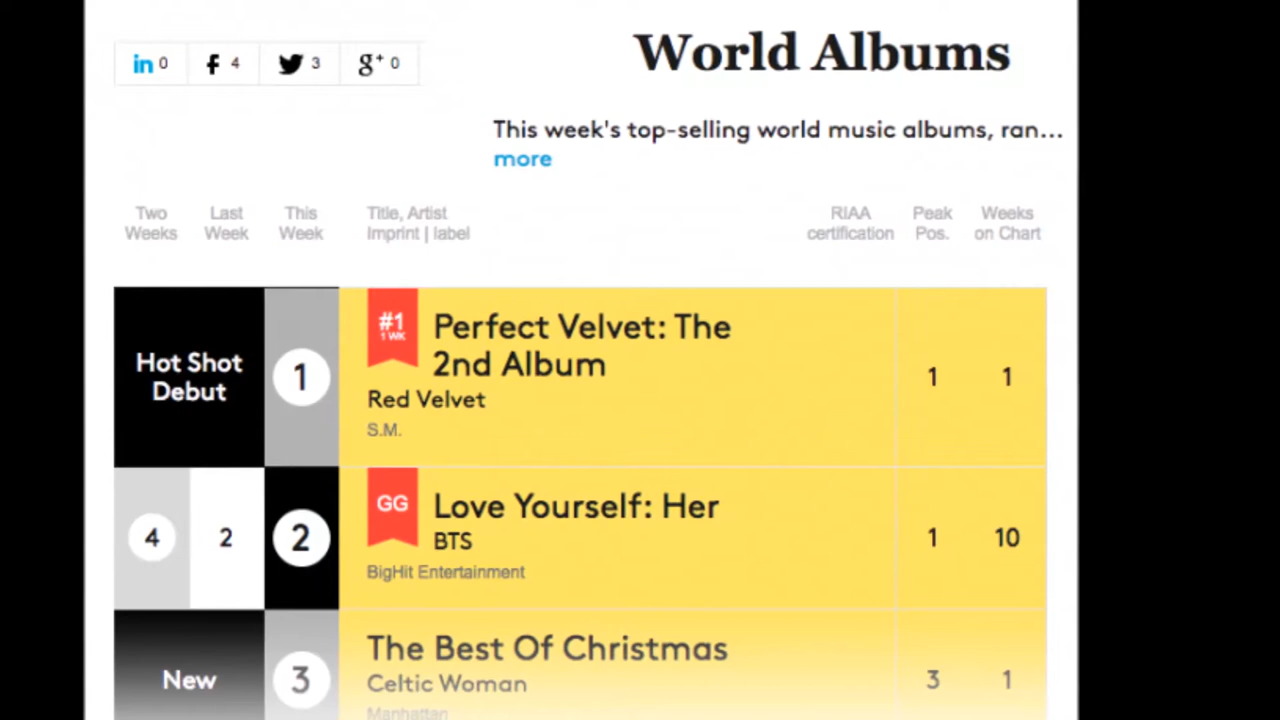 in 0 f 4 3 g+ 0
World Albums
This week's top-selling world music albums, ran...
more
Two Weeks
Last Week
This Week
Title, Artist
Imprint | label
RIAA certification
Peak Pos.
Weeks on Chart
Hot Shot
Debut
1
#1
1 WK
Perfect Velvet: The
2nd Album
Red Velvet
S.M.
1
1
4
2
2
GG
Love Yourself: Her
BTS
BigHit Entertainment
1
10
New
3
The Best Of Christmas
Celtic Woman
Manhattan
3
1